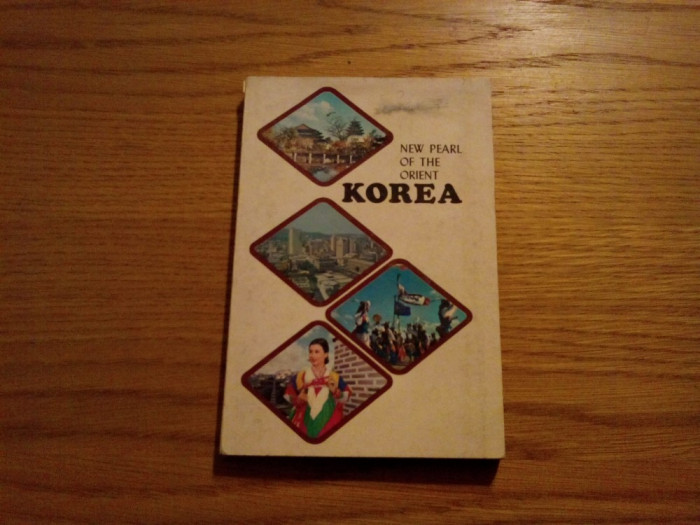 NEW PEARL
OF THE
ORIENT
KOREA